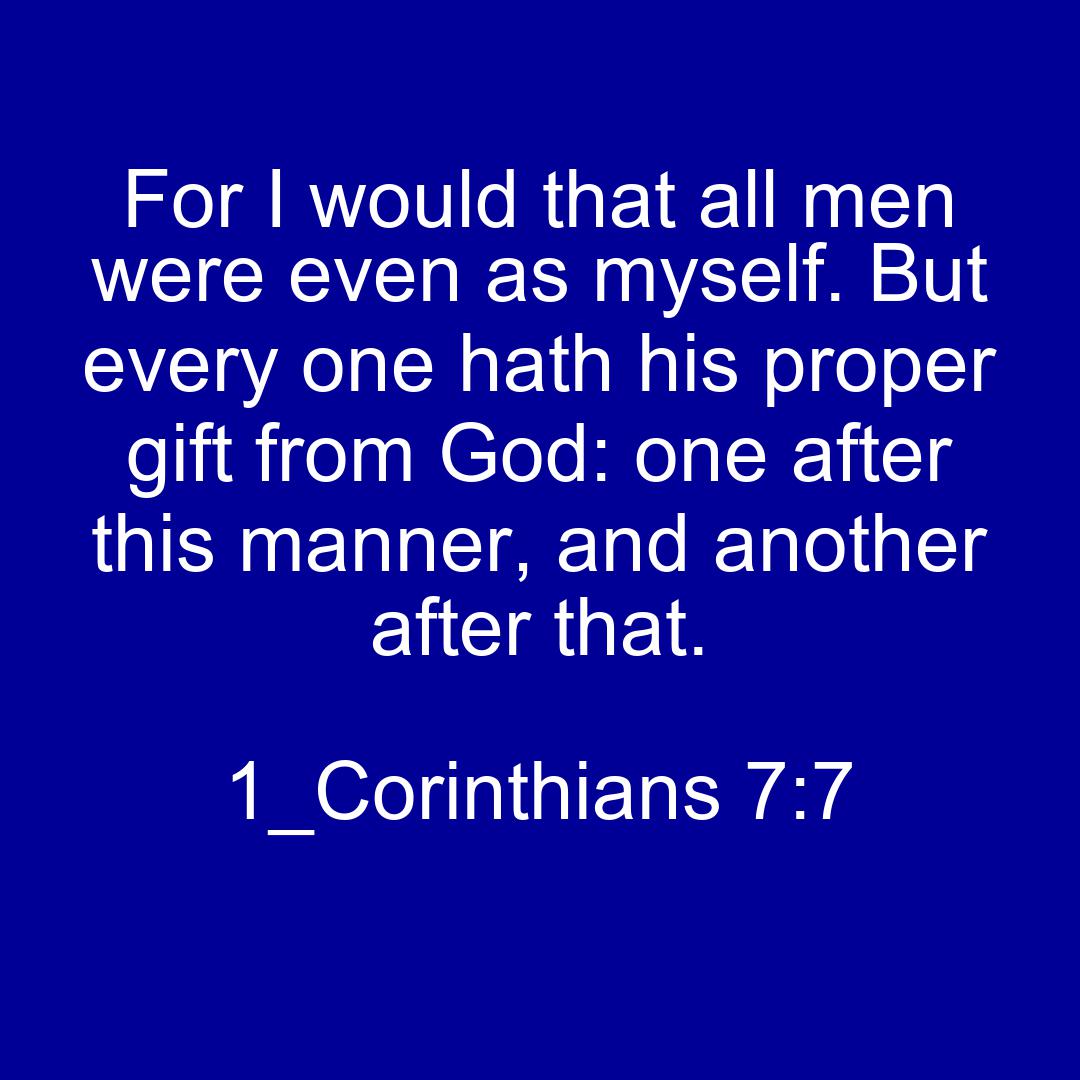 For I would that all men
were even as myself. But
every one hath his proper
gift from God: one after
this manner, and another
after that.
1_Corinthians 7:7